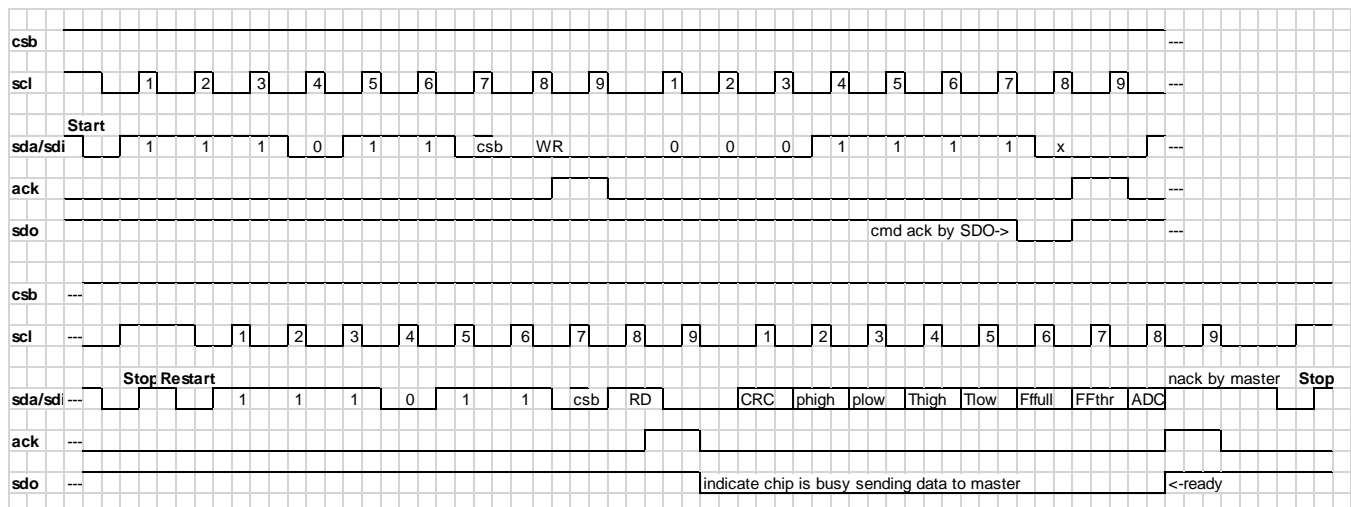 csb ---
scl 1 2 3 4 5 6 7 8 9 1 2 3 4 5 6 7 8 9 ---
Start
sda/sdi 1 1 1 0 1 1 csb WR 0 0 0 1 1 1 1 x ---
ack ---
sdo cmd ack by SDO-> ---
csb ---
scl --- 1 2 3 4 5 6 7 8 9 1 2 3 4 5 6 7 8 9
Stop Restart nack by master Stop
sda/sdi --- 1 1 1 0 1 1 csb RD CRC phigh plow Thigh Tlow Fffull FFthr ADC
ack ---
sdo --- indicate chip is busy sending data to master <-ready